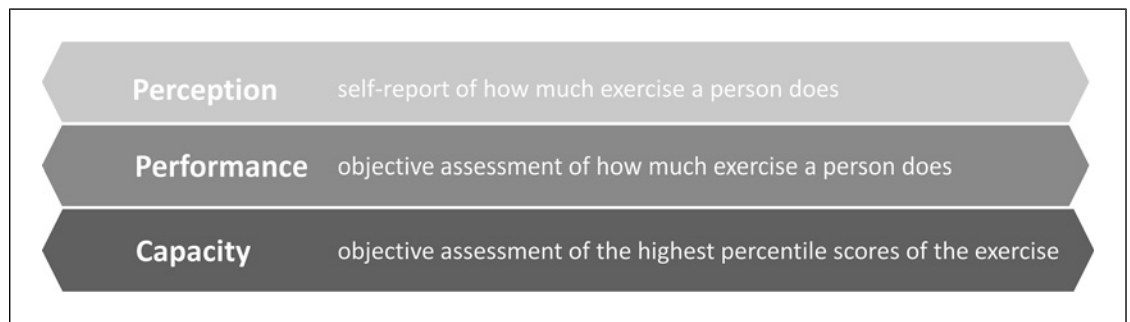 Perception self-report of how much exercise a person does
Performance objective assessment of how much exercise a person does
Capacity objective assessment of the highest percentile scores of the exercise